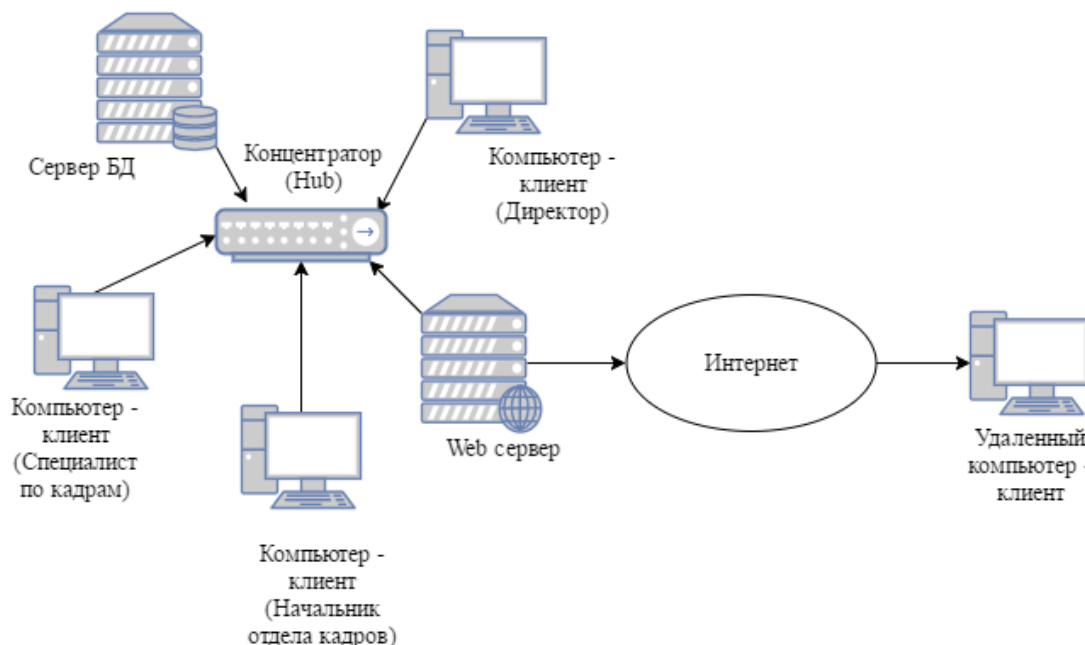 Сервер БД
Концентратор
(Hub)
Компьютер -
клиент
(Директор)
Компьютер -
клиент
(Специалист
по кадрам)
Компьютер -
клиент
(Начальник
отдела кадров)
Web сервер
Интернет
Удаленный
компьютер -
клиент